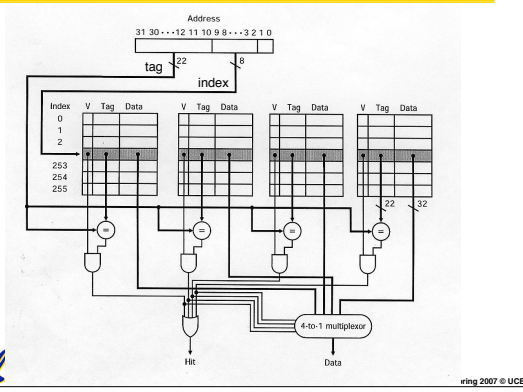 Address
31 30 · · · 12 11 10 9 8 · · · 3 2 1 0
tag
22
index
8
Index
V Tag Data
V Tag Data
V Tag Data
V Tag Data
0
1
2
253
254
255
22
32
=
=
=
=
4-to-1 multiplexor
Hit
Data
ring 2007 © UCB